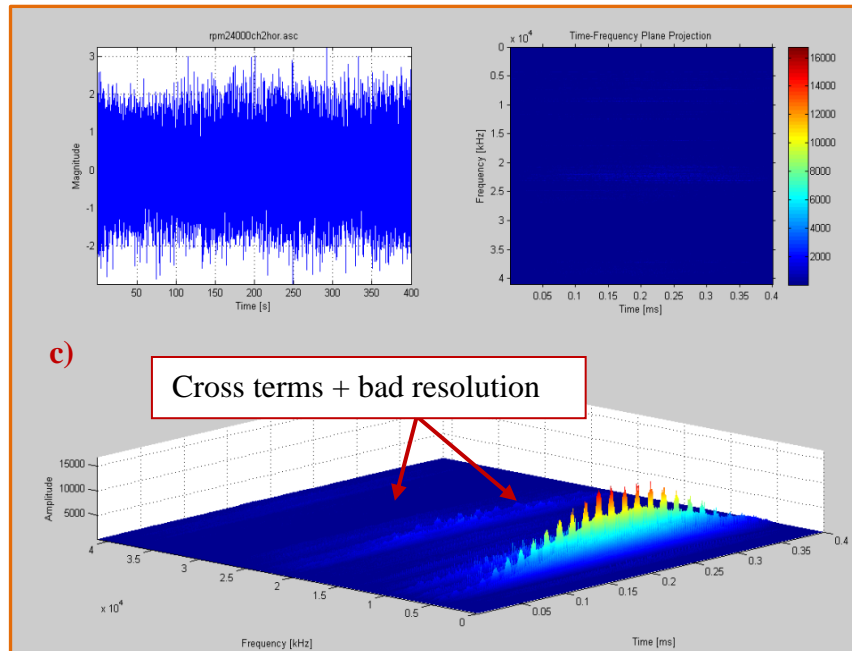 rpm24000ch2hor.asc
3
2
1
0
-1
-2
Magnitude
50 100 150 200 250 300 350 400
Time [s]
Time-Frequency Plane Projection
x 10^4
0
0.5
1
1.5
2
2.5
3
3.5
4
Frequency [kHz]
0.05 0.1 0.15 0.2 0.25 0.3 0.35 0.4
Time [ms]
16000
14000
12000
10000
8000
6000
4000
2000
c)
Cross terms + bad resolution
15000
10000
5000
Amplitude
4 3.5 3 2.5 2 1.5 1 0.5 0
x 10^4
Frequency [kHz]
0.05 0.1 0.15 0.2 0.25 0.3 0.35 0.4
Time [ms]